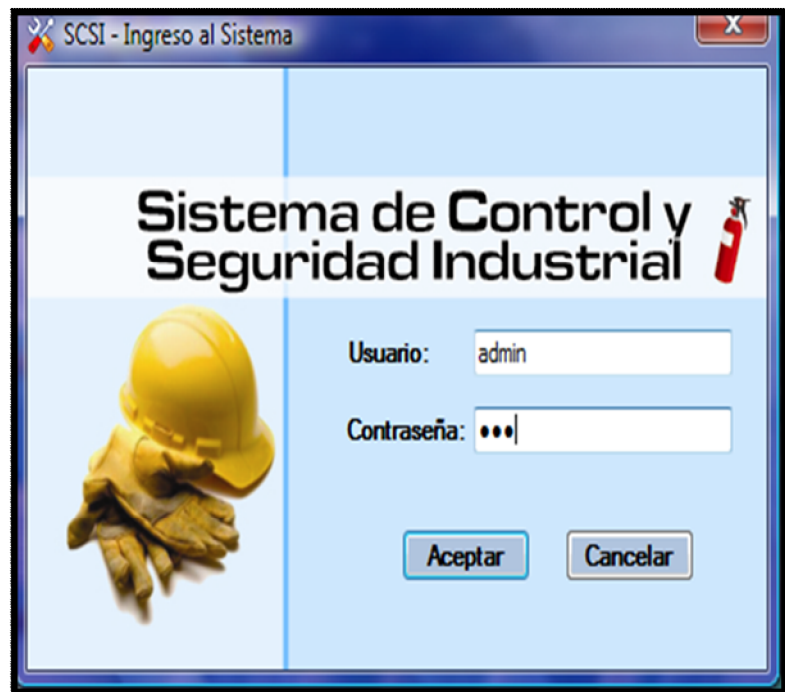 SCSI - Ingreso al Sistema
X
Sistema de Control y
Seguridad Industrial
Usuario: admin
Contraseña: •••
Aceptar Cancelar